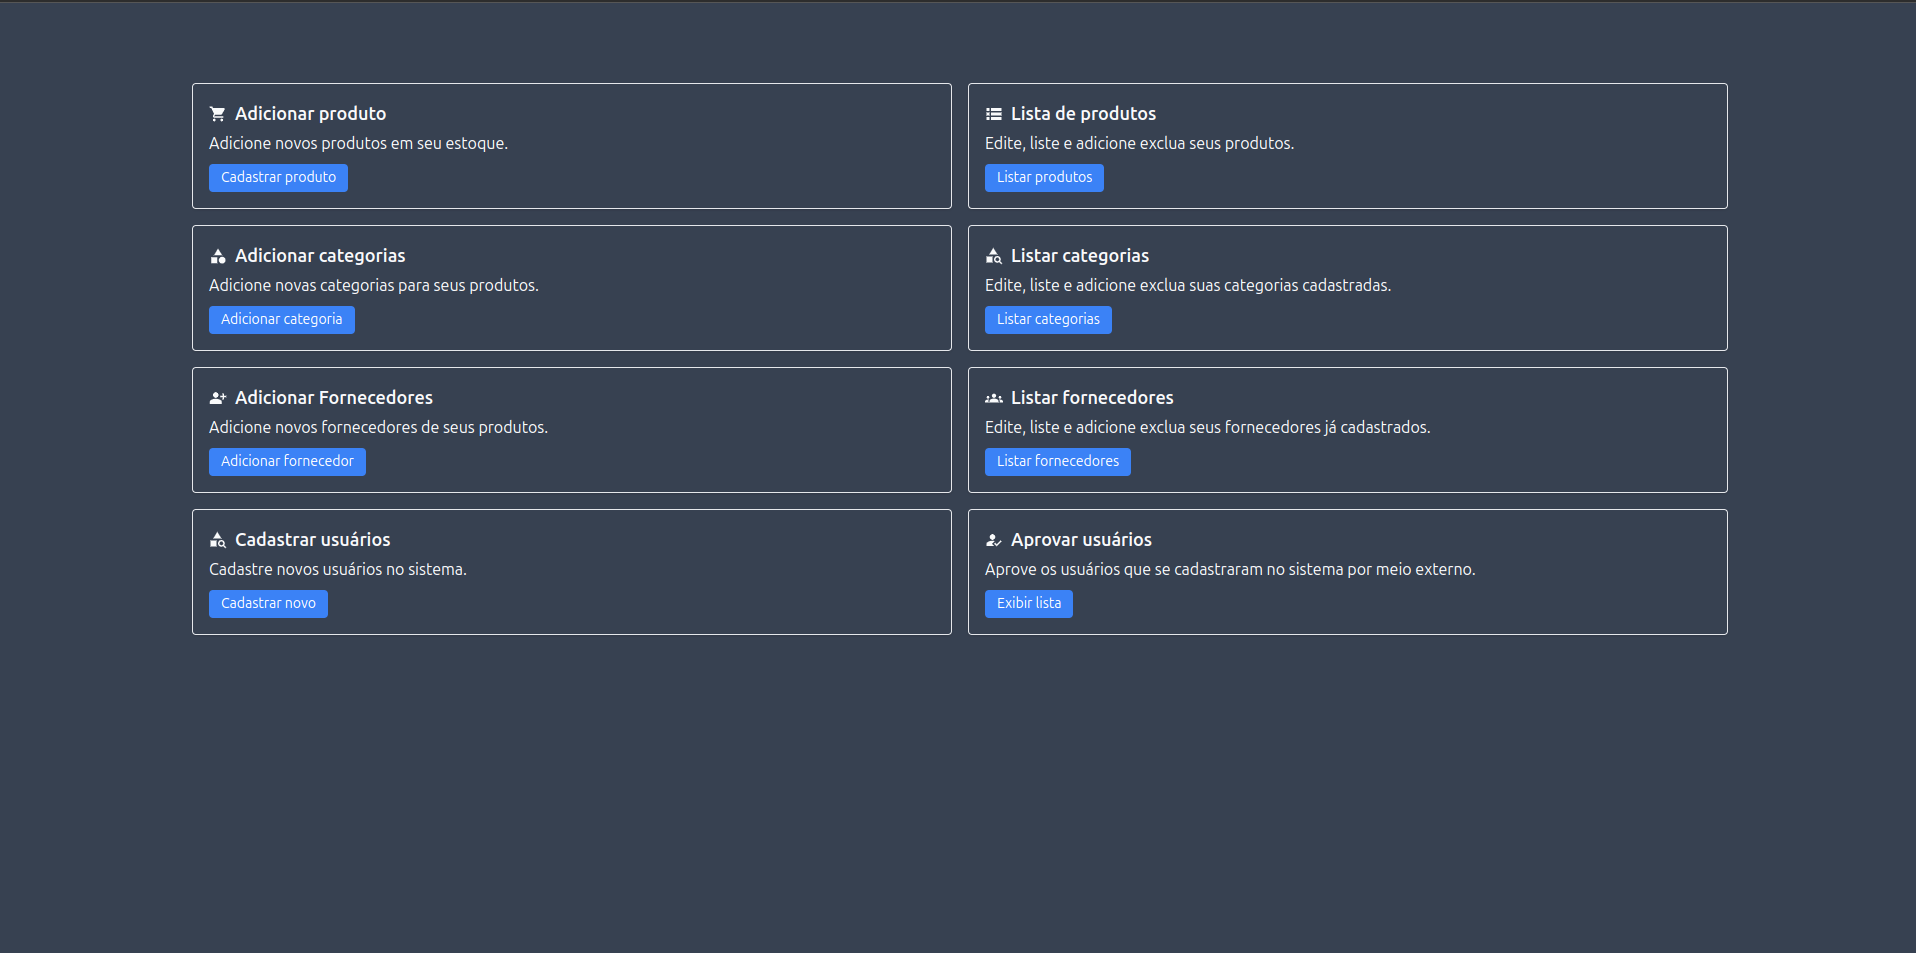 Adicionar produto
Adicione novos produtos em seu estoque.
Cadastrar produto
Lista de produtos
Edite, liste e adicione exclua seus produtos.
Listar produtos
Adicionar categorias
Adicione novas categorias para seus produtos.
Adicionar categoria
Listar categorias
Edite, liste e adicione exclua suas categorias cadastradas.
Listar categorias
Adicionar Fornecedores
Adicione novos fornecedores de seus produtos.
Adicionar fornecedor
Listar fornecedores
Edite, liste e adicione exclua seus fornecedores já cadastrados.
Listar fornecedores
Cadastrar usuários
Cadastre novos usuários no sistema.
Cadastrar novo
Aprovar usuários
Aprove os usuários que se cadastraram no sistema por meio externo.
Exibir lista